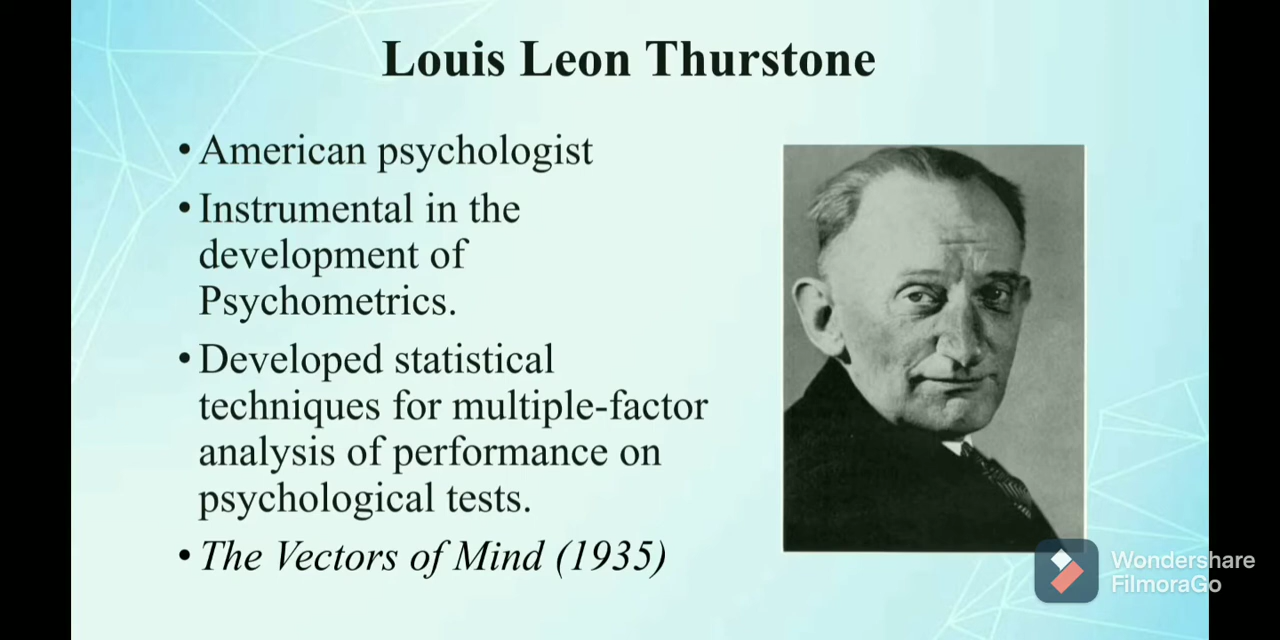 Louis Leon Thurstone
• American psychologist
• Instrumental in the
development of
Psychometrics.
• Developed statistical
techniques for multiple-factor
analysis of performance on
psychological tests.
• The Vectors of Mind (1935)
Wondershare
FilmoraGo